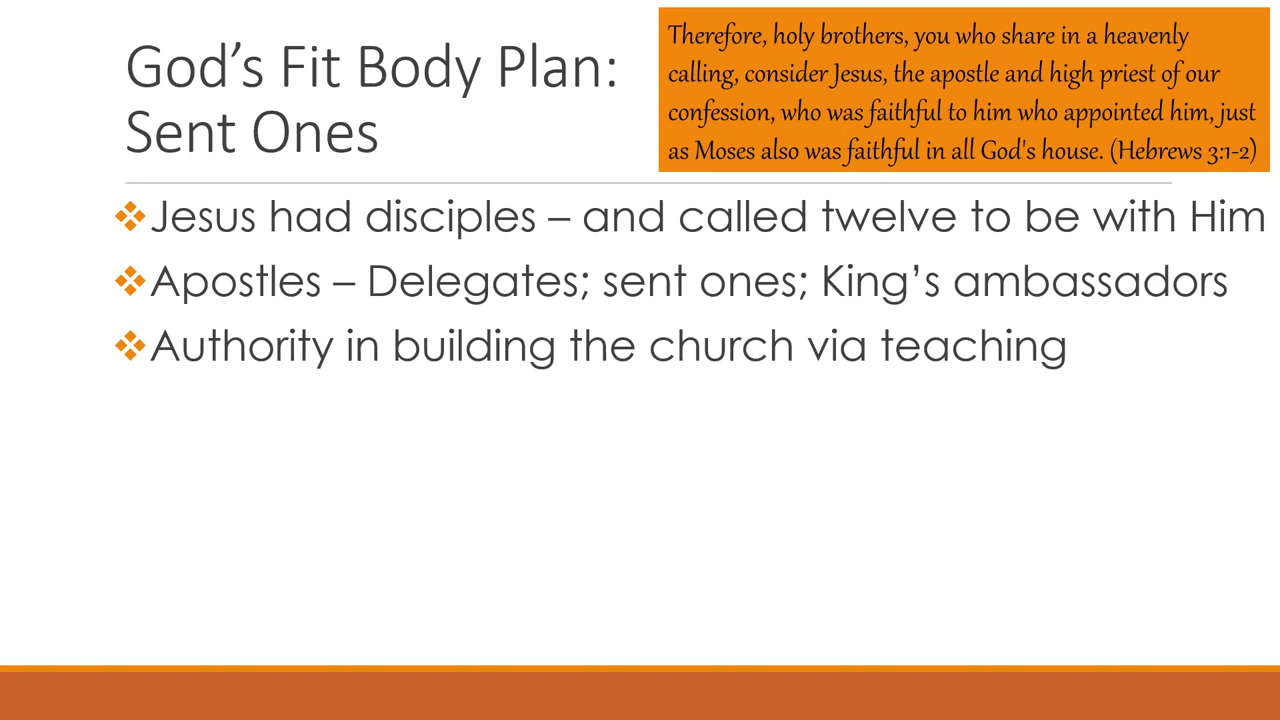 God’s Fit Body Plan:
Sent Ones
Therefore, holy brothers, you who share in a heavenly
calling, consider Jesus, the apostle and high priest of our
confession, who was faithful to him who appointed him, just
as Moses also was faithful in all God's house. (Hebrews 3:1-2)
❖Jesus had disciples – and called twelve to be with Him
❖Apostles – Delegates; sent ones; King’s ambassadors
❖Authority in building the church via teaching